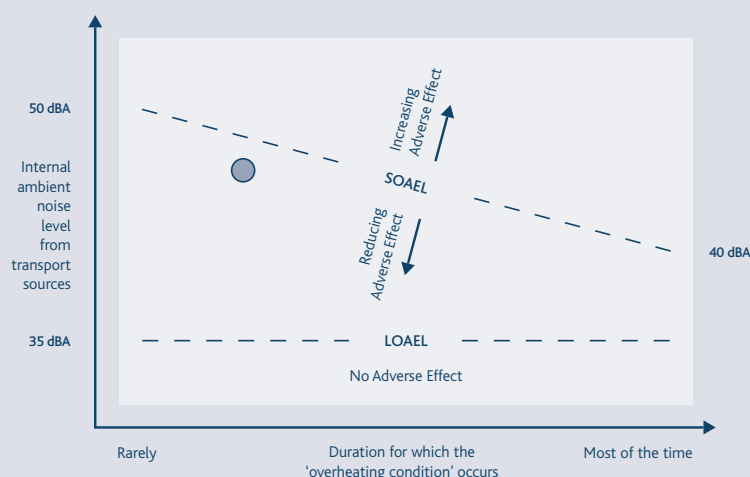 50 dBA
Internal
ambient
noise
level
from
transport
sources
35 dBA
Increasing
Adverse Effect
SOAEL
Reducing
Adverse Effect
40 dBA
LOAEL
No Adverse Effect
Rarely
Duration for which the
'overheating condition' occurs
Most of the time